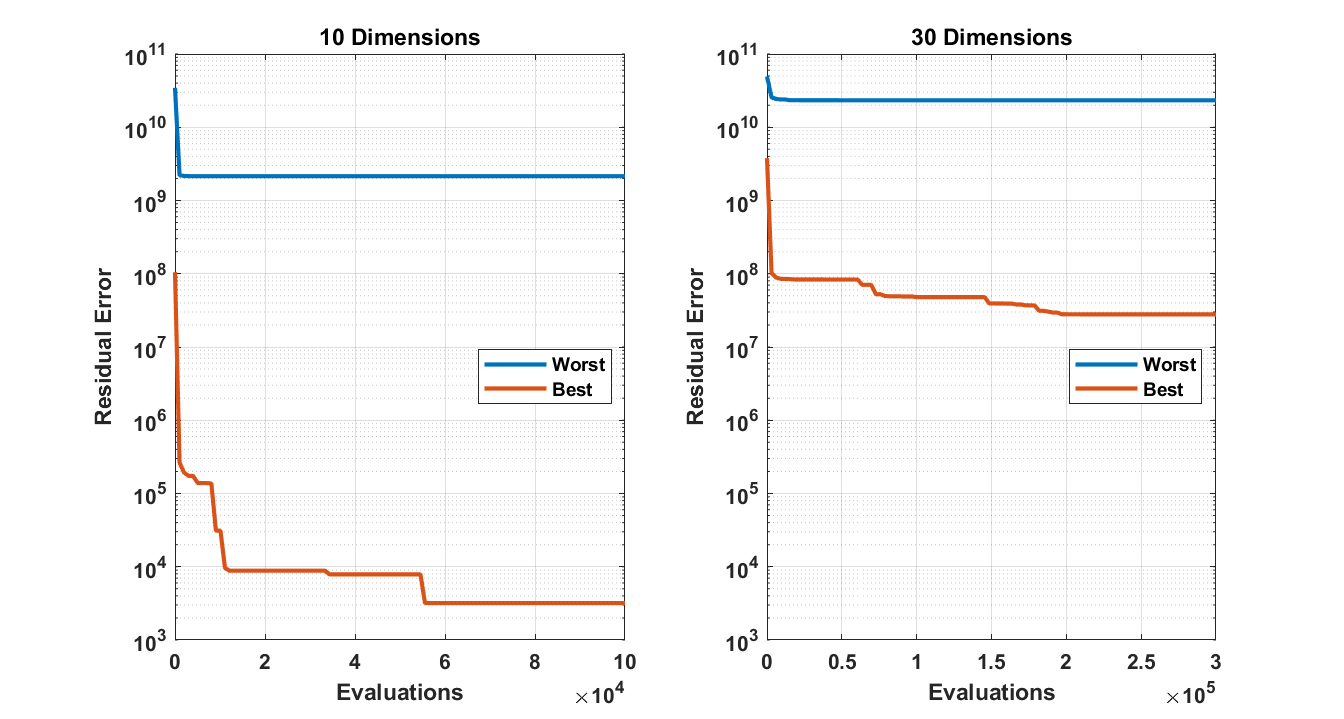 10 Dimensions
10^11
10^10
10^9
10^8
10^7
10^6
10^5
10^4
10^3
Residual Error
Worst
Best
0 2 4 6 8 10
Evaluations
×10^4
30 Dimensions
10^11
10^10
10^9
10^8
10^7
10^6
10^5
10^4
10^3
Residual Error
Worst
Best
0 0.5 1 1.5 2 2.5 3
Evaluations
×10^5